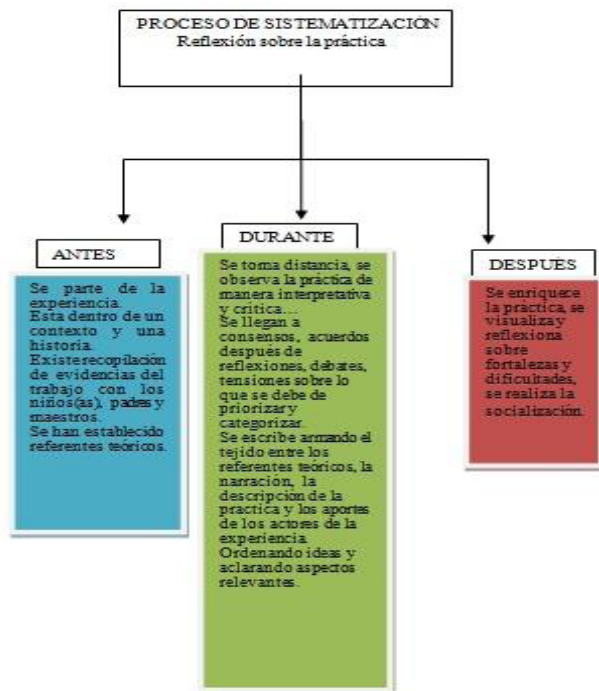 PROCESO DE SISTEMATIZACIÓN
Reflexión sobre la práctica
ANTES
Se parte de la
experiencia.
Esta dentro de un
contexto y una
historia.
Existe recopilación
de evidencias del
trabajo con los
niños(as), padres y
maestros.
Se han establecido
referentes teóricos.
DURANTE
Se toma distancia, se
observa la práctica de
manera interpretativa
y critica...
Se llegan a
consensos, acuerdos
después de
reflexiones, debates,
tensiones sobre lo
que se debe de
priorizar y
categorizar.
Se escribe armando el
tejido entre los
referentes teóricos, la
narración, la
descripción de la
practica y los aportes
de los actores de la
experiencia.
Ordenando ideas y
aclarando aspectos
relevantes.
DESPUÉS
Se enriquece
la práctica, se
visualiza y
reflexiona
sobre
fortalezas y
dificultades,
se realiza la
socialización.